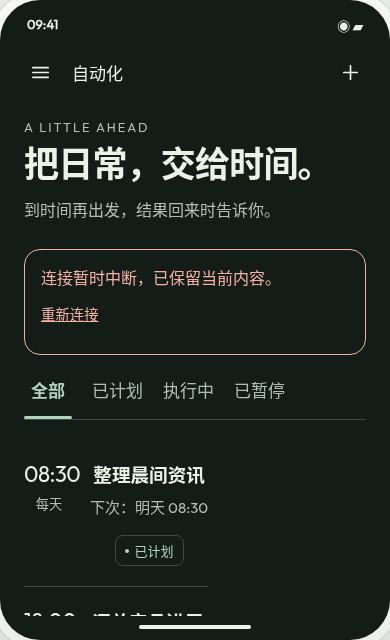 09:41
自动化
A LITTLE AHEAD
把日常，交给时间。
到时间再出发，结果回来时告诉你。
连接暂时中断，已保留当前内容。
重新连接
全部 已计划 执行中 已暂停
08:30 整理晨间资讯
每天 下次：明天 08:30
已计划